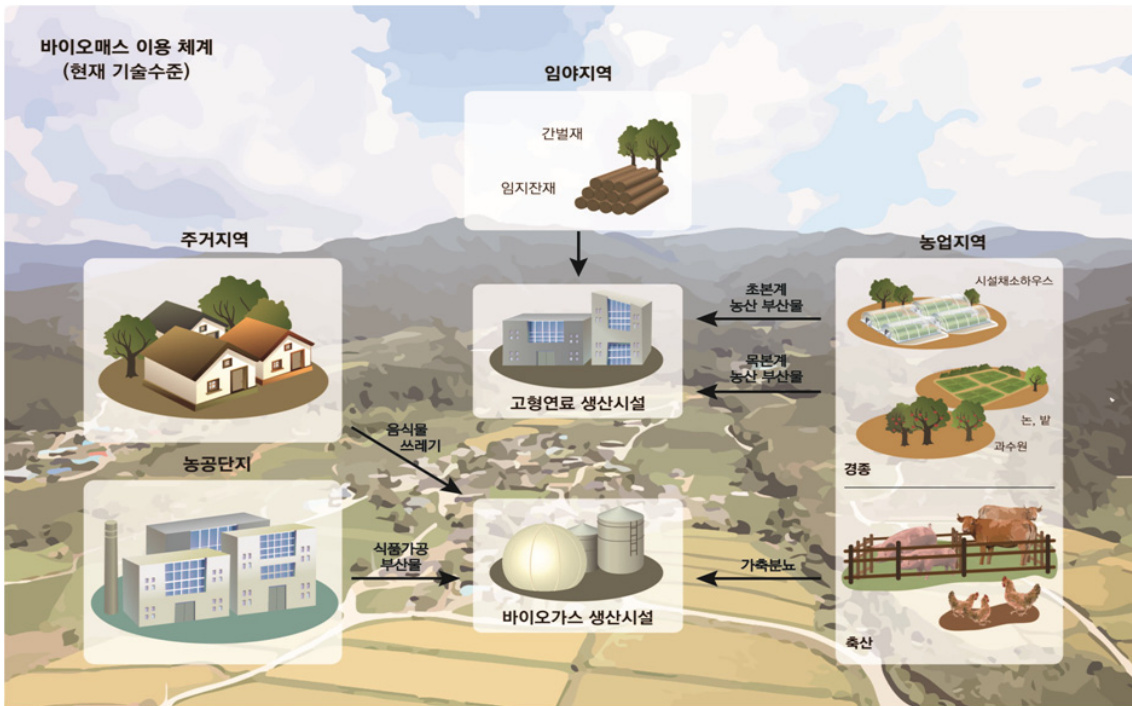 바이오매스 이용 체계
(현재 기술수준)
임야지역
간벌재
임지잔재
주거지역
농업지역
시설채소하우스
초본계
농산 부산물
목본계
농산 부산물
고형연료 생산시설
논, 밭
과수원
경종
음식물
쓰레기
농공단지
식품가공
부산물
가축분뇨
바이오가스 생산시설
축산